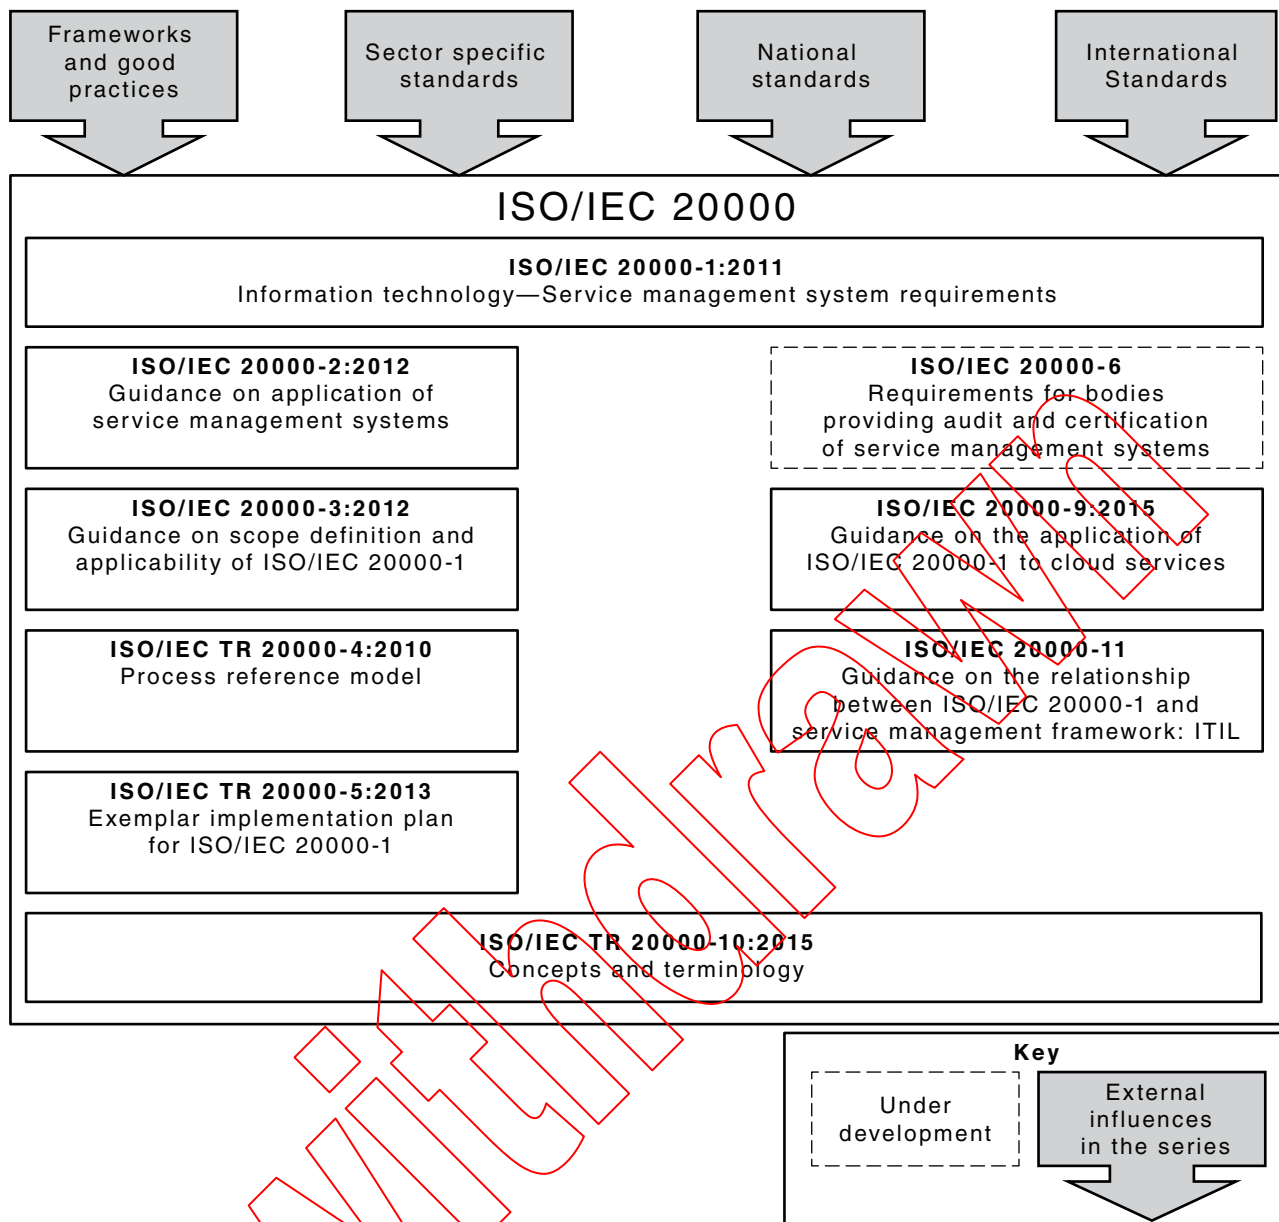 Frameworks
and good
practices
Sector specific
standards
National
standards
International
Standards
ISO/IEC 20000
ISO/IEC 20000-1:2011
Information technology—Service management system requirements
ISO/IEC 20000-2:2012
Guidance on application of
service management systems
ISO/IEC 20000-6
Requirements for bodies
providing audit and certification
of service management systems
ISO/IEC 20000-3:2012
Guidance on scope definition and
applicability of ISO/IEC 20000-1
ISO/IEC 20000-9:2015
Guidance on the application of
ISO/IEC 20000-1 to cloud services
ISO/IEC TR 20000-4:2010
Process reference model
ISO/IEC 20000-11
Guidance on the relationship
between ISO/IEC 20000-1 and
service management framework: ITIL
ISO/IEC TR 20000-5:2013
Exemplar implementation plan
for ISO/IEC 20000-1
ISO/IEC TR 20000-10:2015
Concepts and terminology
Key
Under
development
External
influences
in the series
withdrawn